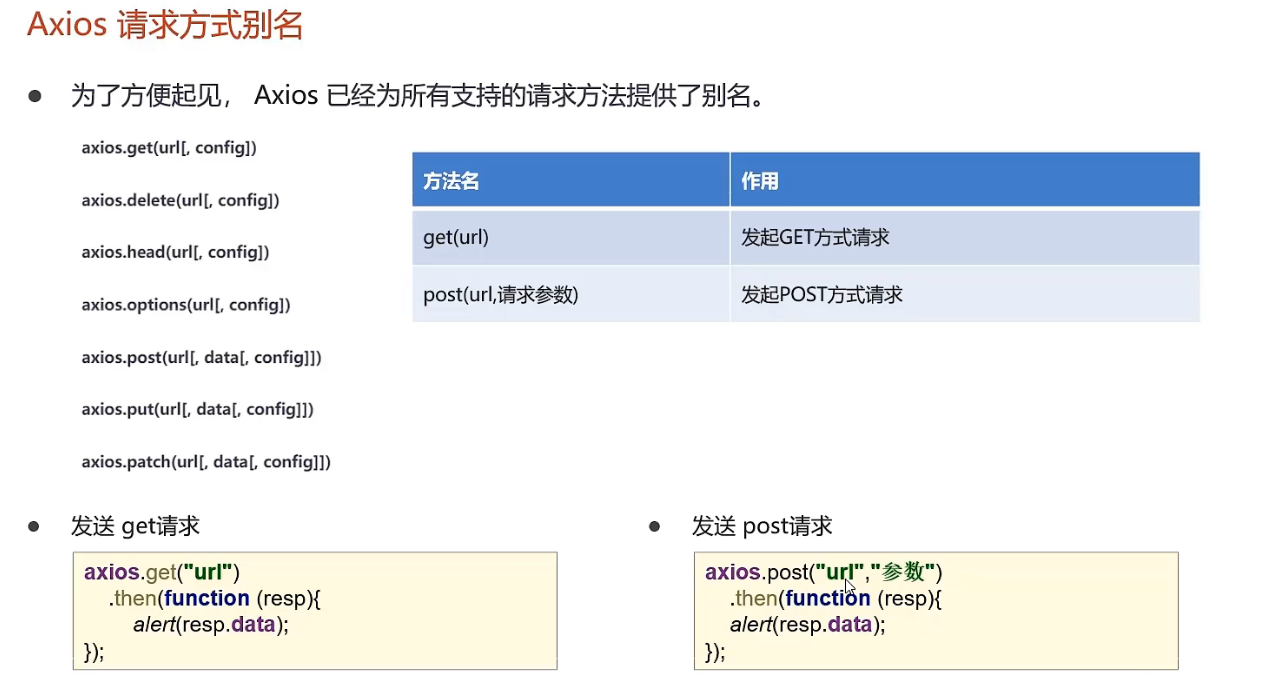 Axios 请求方式别名
● 为了方便起见， Axios 已经为所有支持的请求方法提供了别名。
axios.get(url[, config])
axios.delete(url[, config])
axios.head(url[, config])
axios.options(url[, config])
axios.post(url[, data[, config]])
axios.put(url[, data[, config]])
axios.patch(url[, data[, config]])
方法名 作用
get(url) 发起GET方式请求
post(url,请求参数) 发起POST方式请求
● 发送 get请求
axios.get("url")
.then(function (resp){
alert(resp.data);
});
● 发送 post请求
axios.post("url","参数")
.then(function (resp){
alert(resp.data);
});